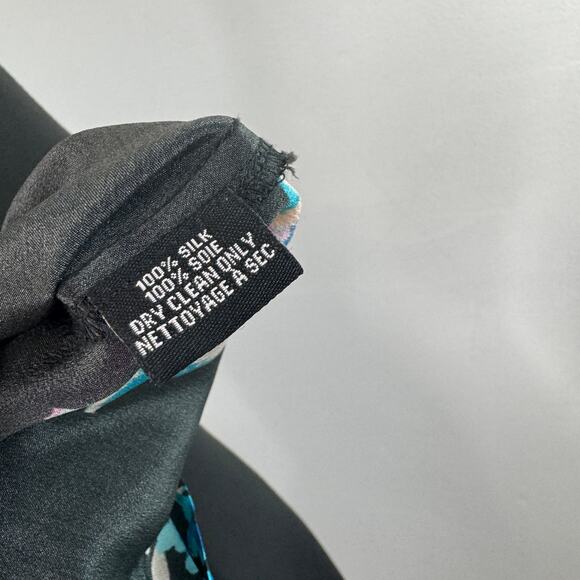 100% SILK
100% SOIE
DRY CLEAN ONLY
NETTOYAGE À SEC